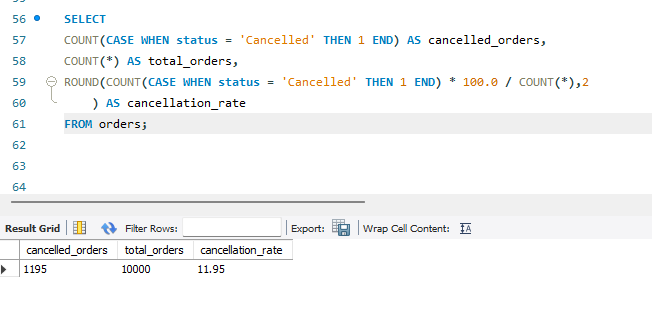 56 SELECT
57 COUNT(CASE WHEN status = 'Cancelled' THEN 1 END) AS cancelled_orders,
58 COUNT(*) AS total_orders,
59 ROUND(COUNT(CASE WHEN status = 'Cancelled' THEN 1 END) * 100.0 / COUNT(*),2
60 ) AS cancellation_rate
61 FROM orders;
62
63
64
Result Grid Filter Rows: Export: Wrap Cell Content:
cancelled_orders total_orders cancellation_rate
1195 10000 11.95